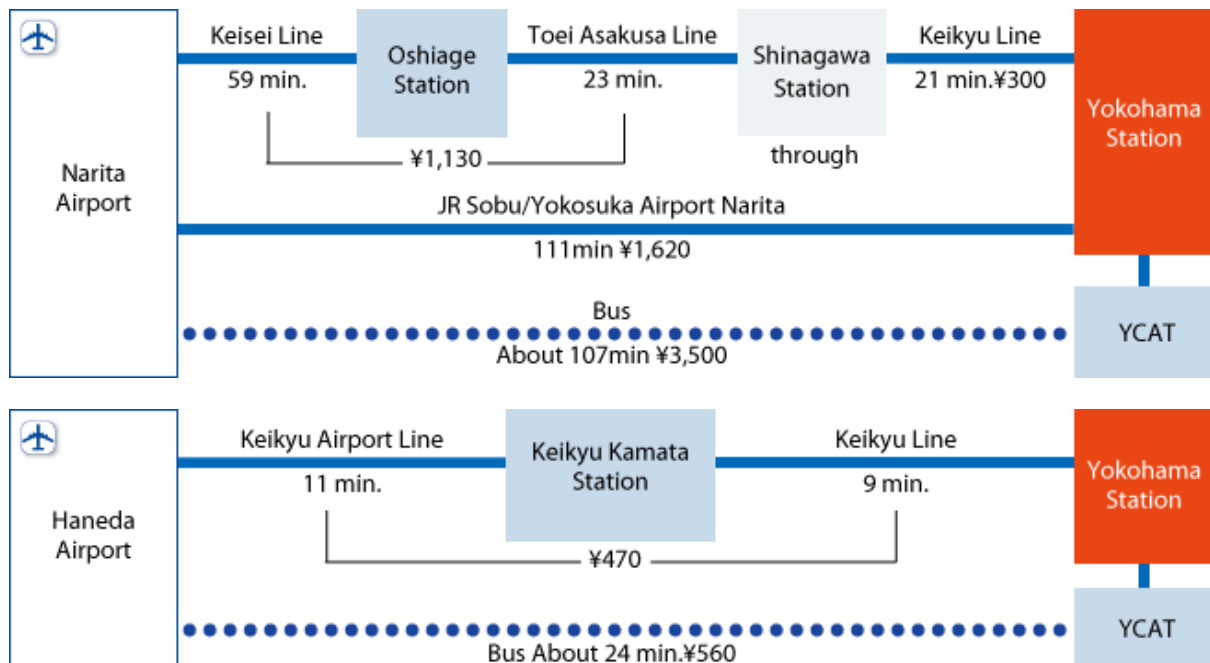 Keisei Line
Toei Asakusa Line
Keikyu Line
Oshiage
Station
Shinagawa
Station
59 min.
23 min.
21 min.¥300
Yokohama
Station
¥1,130
through
Narita
Airport
JR Sobu/Yokosuka Airport Narita
111min ¥1,620
Bus
About 107min ¥3,500
YCAT
Keikyu Airport Line
Keikyu Kamata
Station
Keikyu Line
11 min.
9 min.
Yokohama
Station
Haneda
Airport
¥470
Bus About 24 min.¥560
YCAT